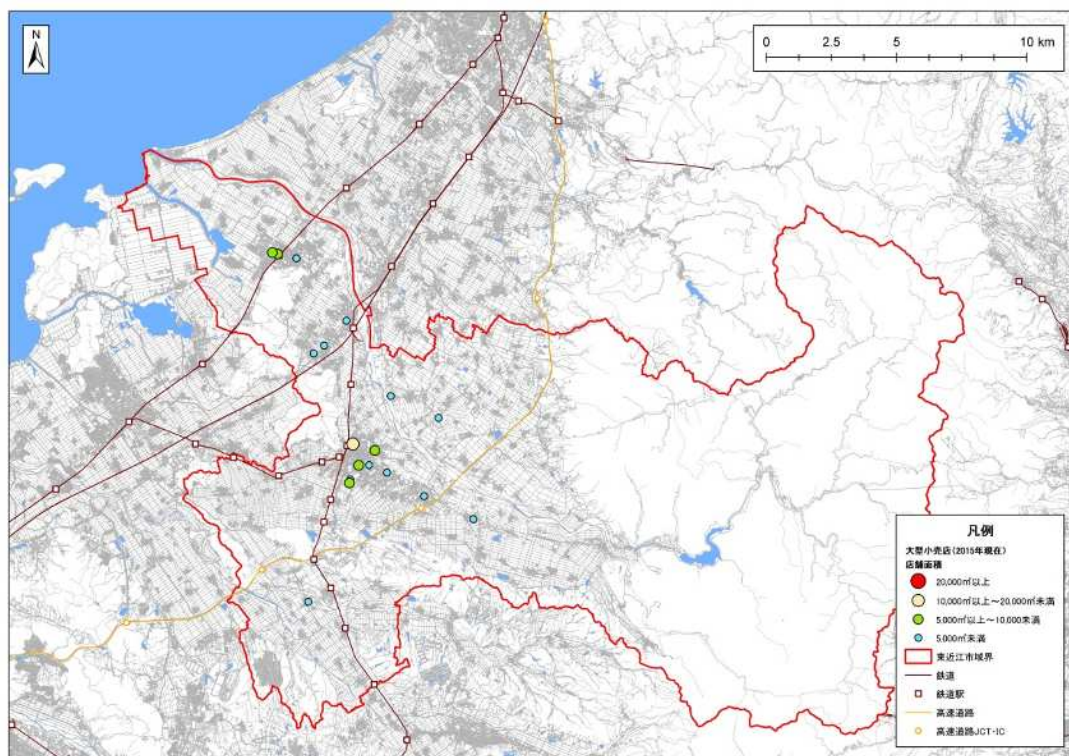 N
0 2.5 5 10 km
凡例
大型小売店(2015年現在)
店舗面積
20,000㎡以上
10,000㎡以上～20,000㎡未満
5,000㎡以上～10,000未満
5,000㎡未満
東近江市域界
鉄道
鉄道駅
高速道路
高速道路JCT・IC